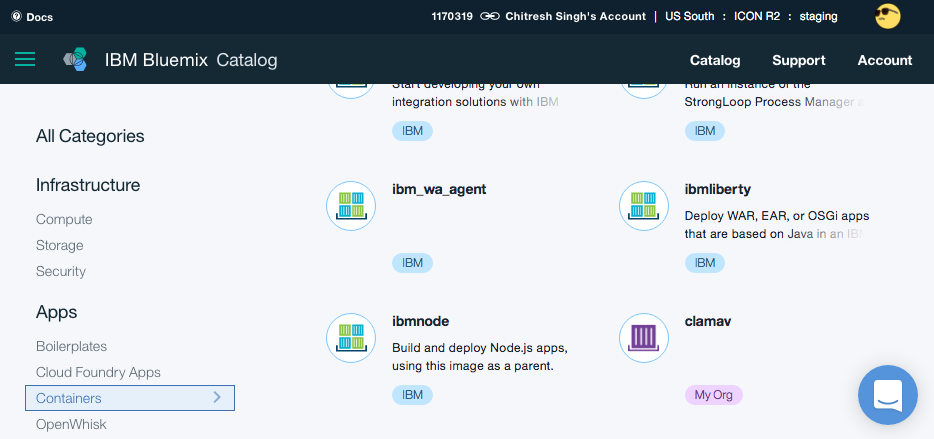 Docs
1170319 Chitresh Singh's Account | US South : ICON R2 : staging
IBM Bluemix Catalog
Catalog Support Account
All Categories
Infrastructure
Compute
Storage
Security
Apps
Boilerplates
Cloud Foundry Apps
Containers
OpenWhisk
Start developing your own
integration solutions with IBM
IBM
Run an instance of the
StrongLoop Process Manager a
IBM
ibm_wa_agent
IBM
ibmliberty
Deploy WAR, EAR, or OSGi apps
that are based on Java in an IBM
IBM
ibmnode
Build and deploy Node.js apps,
using this image as a parent.
IBM
clamav
My Org